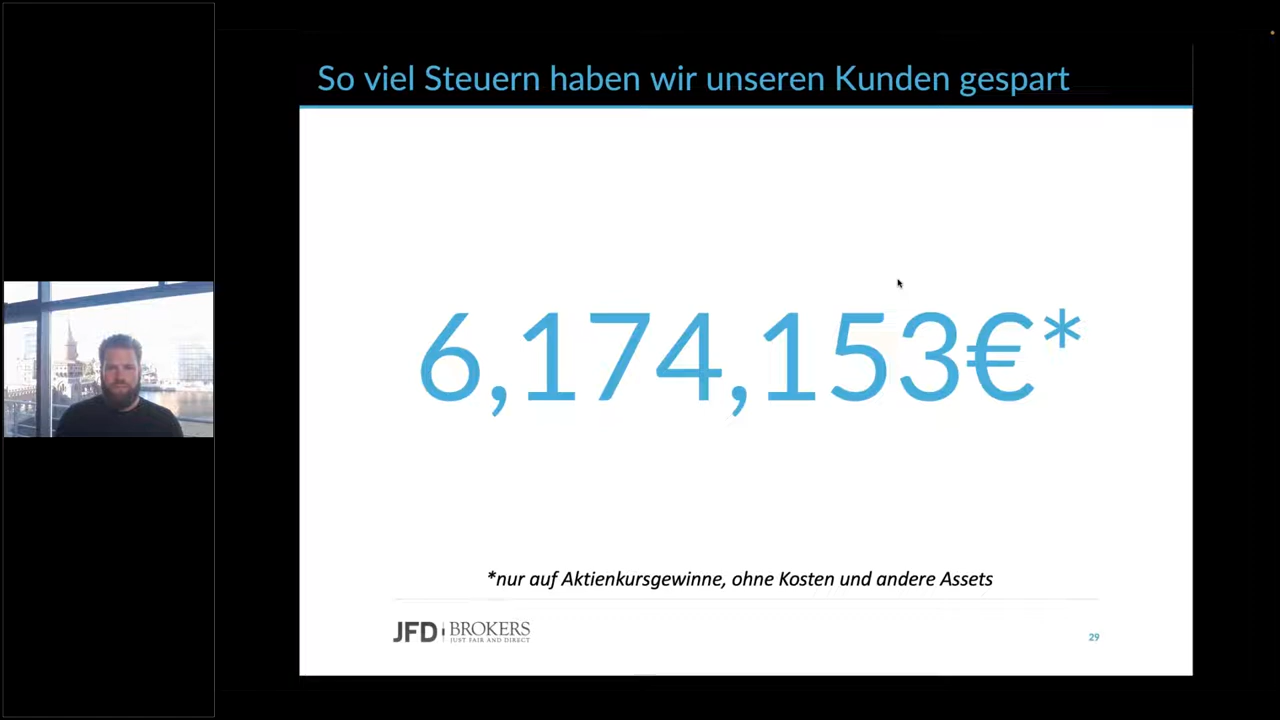 So viel Steuern haben wir unseren Kunden gespart
6,174,153€*
*nur auf Aktienkursgewinne, ohne Kosten und andere Assets
JFD BROKERS
JUST FAIR AND DIRECT
29